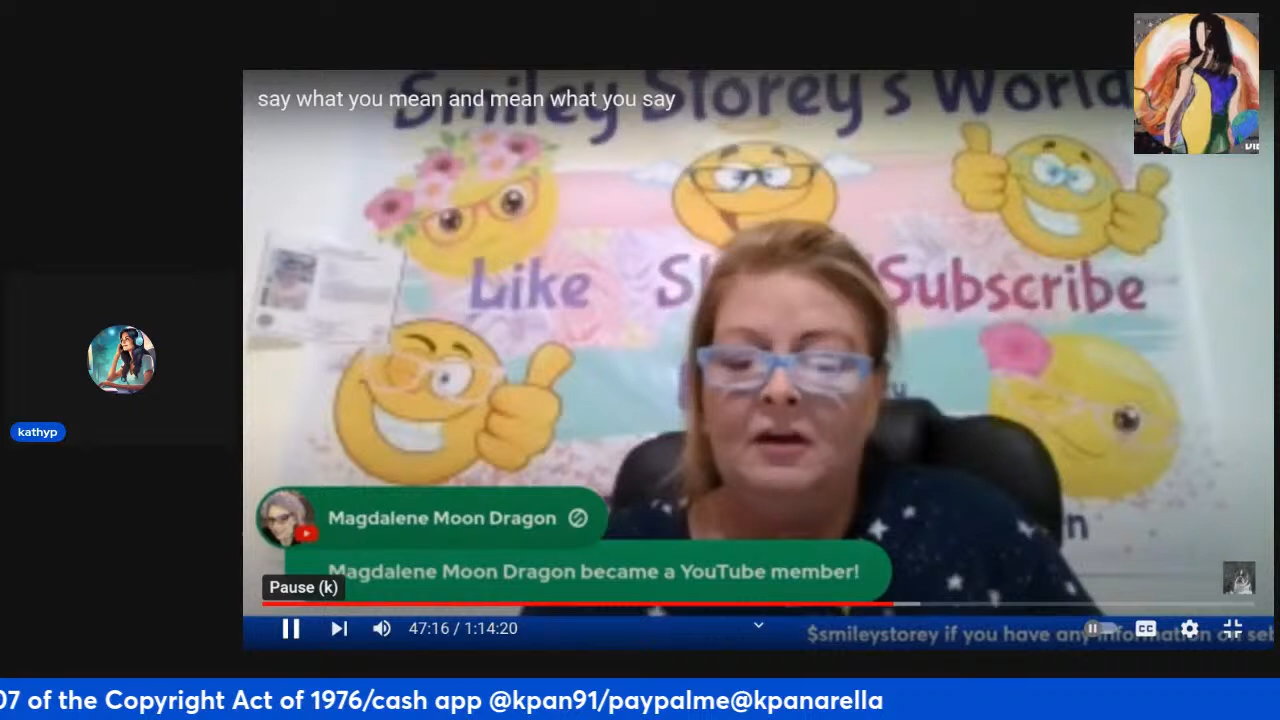 Smiley Storey's World
say what you mean and mean what you say
Like
Subscribe
kathyp
Magdalene Moon Dragon
Magdalene Moon Dragon became a YouTube member!
Pause (k)
47:16 / 1:14:20
CC
$smileystorey if you have any information on seb
07 of the Copyright Act of 1976/cash app @kpan91/paypalme@kpanarella